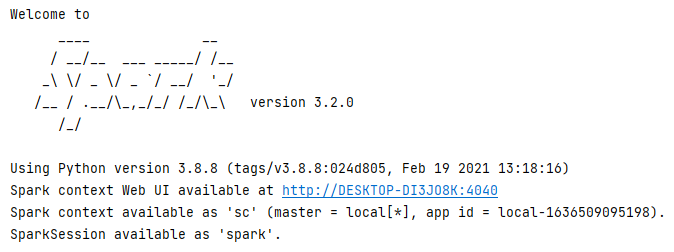 Welcome to
      ____              __
     / __/__  ___ _____/ /__
    _\ \/ _ \/ _ `/ __/  '_/
   /__ / .__/\_,_/_/ /_/\_\   version 3.2.0
      /_/
Using Python version 3.8.8 (tags/v3.8.8:024d805, Feb 19 2021 13:18:16)
Spark context Web UI available at http://DESKTOP-DI3JO8K:4040
Spark context available as 'sc' (master = local[*], app id = local-1636509095198).
SparkSession available as 'spark'.